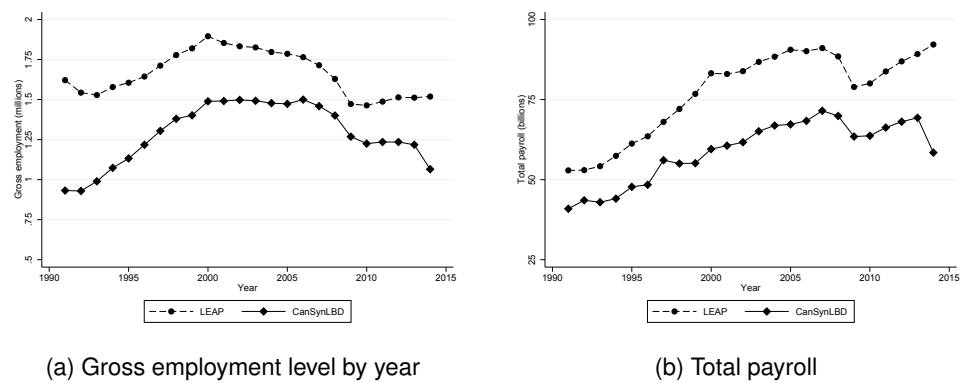 2
1.75
1.5
1.25
1
.75
.5
Gross employment (millions)
1990 1995 2000 2005 2010 2015
Year
LEAP CanSynLBD
(a) Gross employment level by year
100
75
50
25
Total payroll (billions)
1990 1995 2000 2005 2010 2015
Year
LEAP CanSynLBD
(b) Total payroll